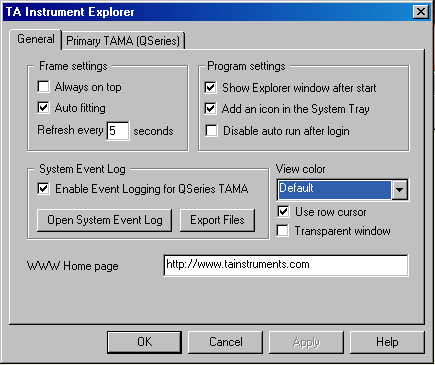 TA Instrument Explorer
General
Primary TAMA (QSeries)
Frame settings
Always on top
Auto fitting
Refresh every 5 seconds
Program settings
Show Explorer window after start
Add an icon in the System Tray
Disable auto run after login
System Event Log
Enable Event Logging for QSeries TAMA
Open System Event Log
Export Files
View color
Default
Use row cursor
Transparent window
WWW Home page
http://www.tainstruments.com
OK
Cancel
Apply
Help